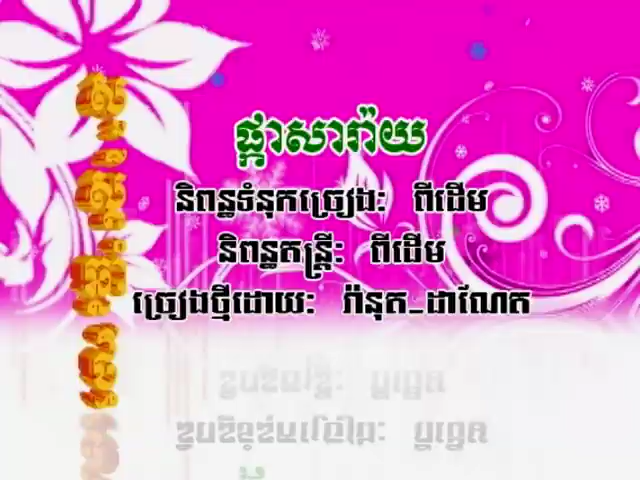 ផ្កាសារ៉ាយ
និពន្ធទំនុកច្រៀងៈ ពីដើម
និពន្ធតន្ត្រីៈ ពីដើម
ច្រៀងថ្មីដោយៈ រ៉ានុត_ដាណែត